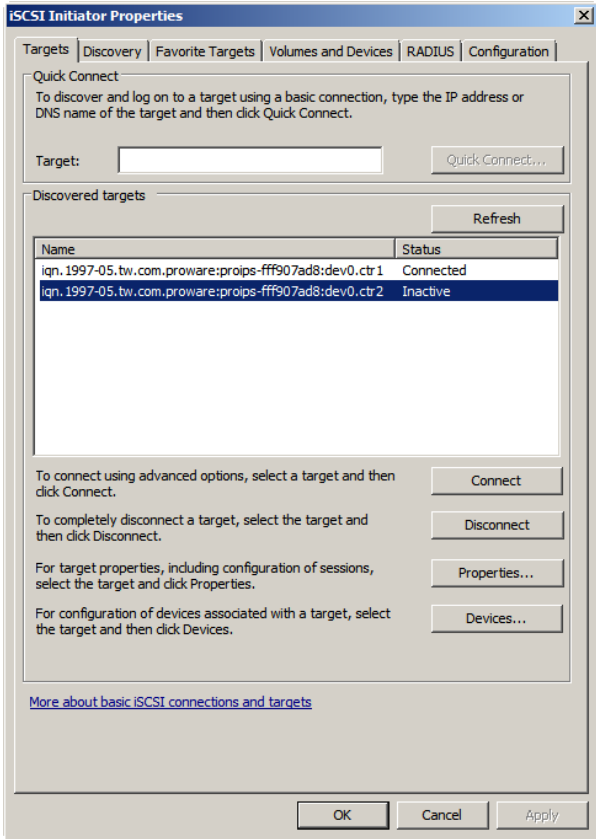 iSCSI Initiator Properties
Targets Discovery Favorite Targets Volumes and Devices RADIUS Configuration
Quick Connect
To discover and log on to a target using a basic connection, type the IP address or
DNS name of the target and then click Quick Connect.
Target: Quick Connect...
Discovered targets
Refresh
Name Status
iqn.1997-05.tw.com.proware:proips-fff907ad8:dev0.ctr1 Connected
iqn.1997-05.tw.com.proware:proips-fff907ad8:dev0.ctr2 Inactive
To connect using advanced options, select a target and then
click Connect.
Connect
To completely disconnect a target, select the target and
then click Disconnect.
Disconnect
For target properties, including configuration of sessions,
select the target and click Properties.
Properties...
For configuration of devices associated with a target, select
the target and then click Devices.
Devices...
More about basic iSCSI connections and targets
OK Cancel Apply